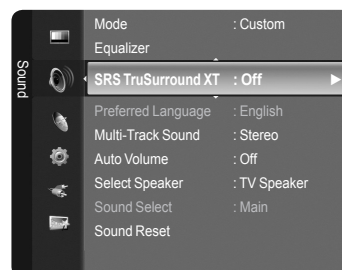 Sound
Mode : Custom
Equalizer
SRS TruSurround XT : Off
Preferred Language : English
Multi-Track Sound : Stereo
Auto Volume : Off
Select Speaker : TV Speaker
Sound Select : Main
Sound Reset